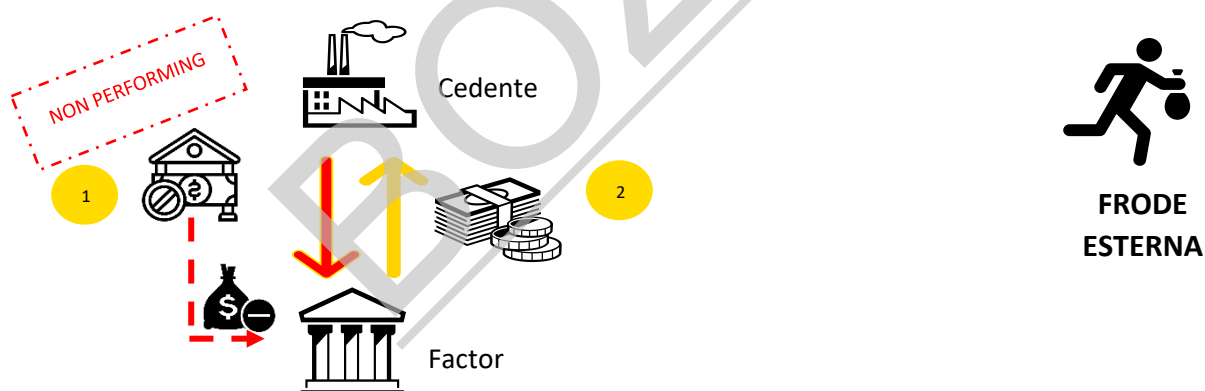 NON PERFORMING
Cedente
1
2
FRODE
ESTERNA
Factor